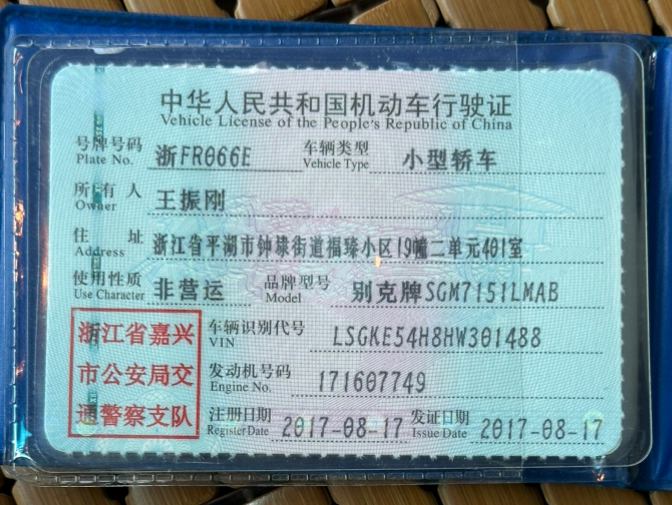 中华人民共和国机动车行驶证
Vehicle License of the People's Republic of China
号牌号码 浙FR066E 车辆类型 小型轿车
Plate No. Vehicle Type
所有人 王振刚
Owner
住址 浙江省平湖市钟埭街道福臻小区19幢二单元401室
Address
使用性质 非营运 品牌型号 别克牌SGM7151LMAB
Use Character Model
浙江省嘉兴
市公安局交
通警察支队
车辆识别代号 LSGKE54H8HW301488
VIN
发动机号码 171607749
Engine No.
注册日期 2017-08-17 发证日期 2017-08-17
Register Date Issue Date